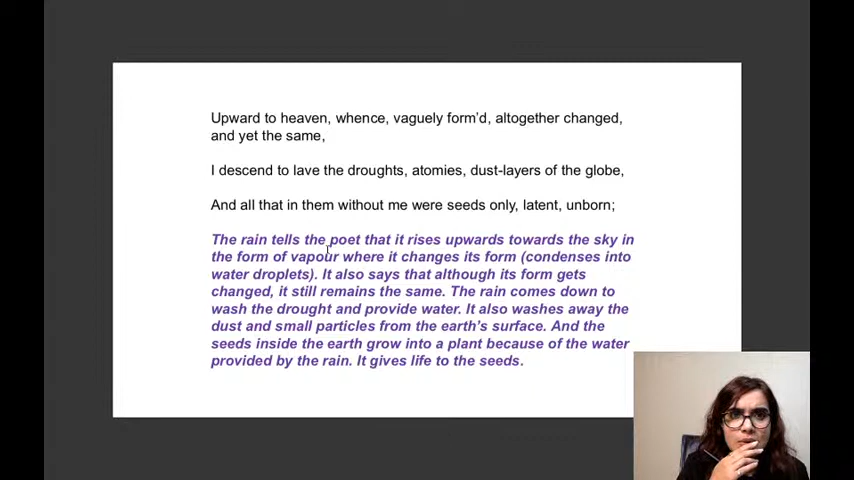 Upward to heaven, whence, vaguely form'd, altogether changed,
and yet the same,
I descend to lave the droughts, atomies, dust-layers of the globe,
And all that in them without me were seeds only, latent, unborn;
The rain tells the poet that it rises upwards towards the sky in
the form of vapour where it changes its form (condenses into
water droplets). It also says that although its form gets
changed, it still remains the same. The rain comes down to
wash the drought and provide water. It also washes away the
dust and small particles from the earth's surface. And the
seeds inside the earth grow into a plant because of the water
provided by the rain. It gives life to the seeds.